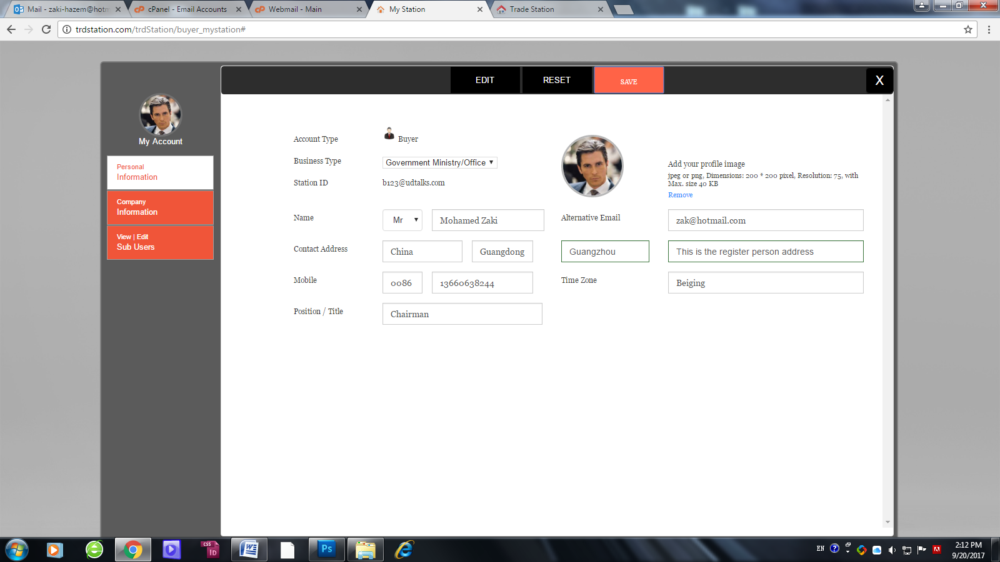 Mail - zaki-hazem@hotm
cPanel - Email Accounts
Webmail - Main
My Station
Trade Station
trdstation.com/trdStation/buyer_mystation#
EDIT
RESET
SAVE
X
My Account
Personal
Information
Company
Information
View | Edit
Sub Users
Account Type
Buyer
Business Type
Government Ministry/Office
Station ID
b123@udtalks.com
Add your profile image
jpeg or png, Dimensions: 200 * 200 pixel, Resolution: 75, with
Max. size 40 KB
Remove
Name
Mr
Mohamed Zaki
Alternative Email
zak@hotmail.com
Contact Address
China
Guangdong
Guangzhou
This is the register person address
Mobile
0086
13660638244
Time Zone
Beiging
Position / Title
Chairman
CS5
ID
Ps
EN
2:12 PM
9/20/2017